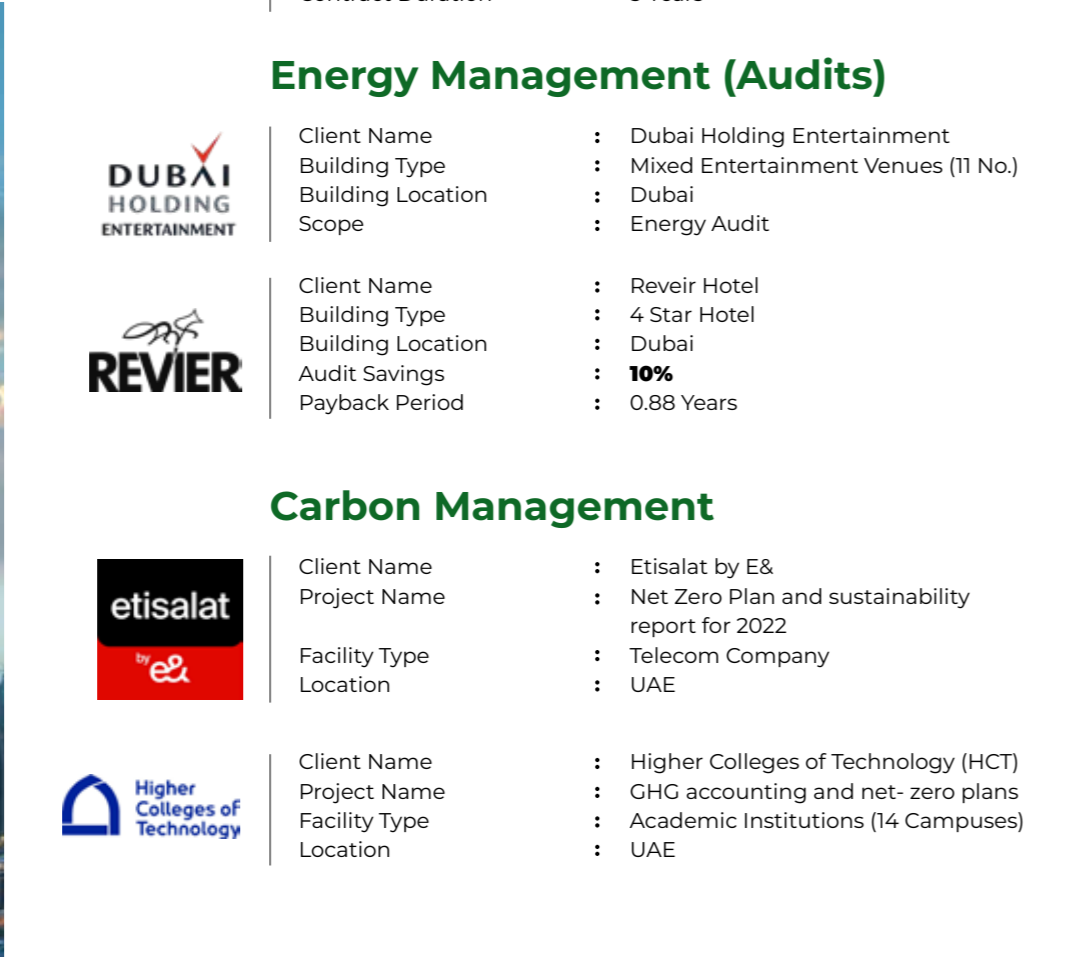 Energy Management (Audits)
DUBAI
HOLDING
ENTERTAINMENT
Client Name : Dubai Holding Entertainment
Building Type : Mixed Entertainment Venues (11 No.)
Building Location : Dubai
Scope : Energy Audit
REVIER
Client Name : Reveir Hotel
Building Type : 4 Star Hotel
Building Location : Dubai
Audit Savings : 10%
Payback Period : 0.88 Years
Carbon Management
etisalat
by e&
Client Name : Etisalat by E&
Project Name : Net Zero Plan and sustainability
report for 2022
Facility Type : Telecom Company
Location : UAE
Higher
Colleges of
Technology
Client Name : Higher Colleges of Technology (HCT)
Project Name : GHG accounting and net- zero plans
Facility Type : Academic Institutions (14 Campuses)
Location : UAE